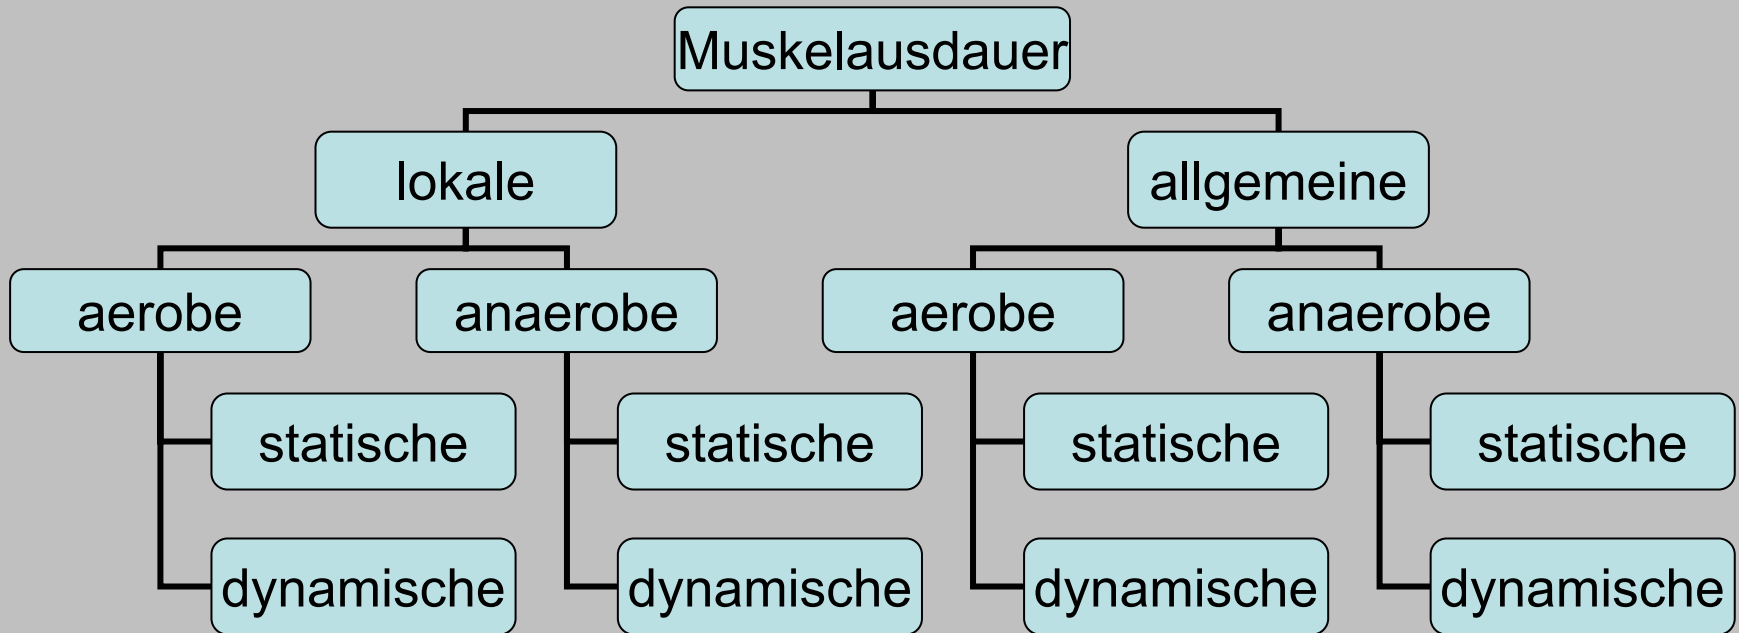 Muskelausdauer
lokale
allgemeine
aerobe
anaerobe
aerobe
anaerobe
statische
statische
statische
statische
dynamische
dynamische
dynamische
dynamische